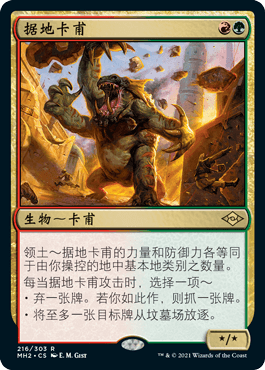 据地卡甫
生物～卡甫
领土～据地卡甫的力量和防御力各等同
于由你操控的地中基本地类别之数量。
每当据地卡甫攻击时，选择一项～
• 弃一张牌。若你如此作，则抓一张牌。
• 将至多一张目标牌从坟墓场放逐。
216/303 R
MH2 • CS E. M. Gist
*/*
™ & © 2021 Wizards of the Coast